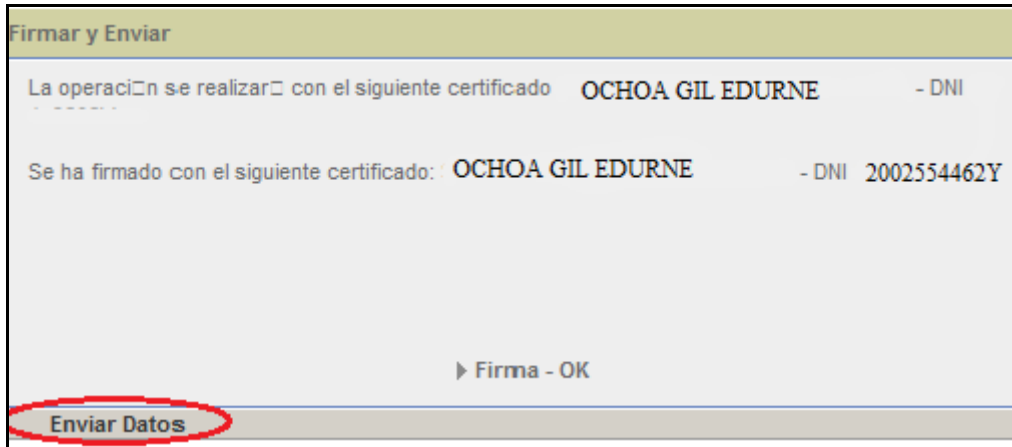 Firmar y Enviar
La operaci□n se realizar□ con el siguiente certificado OCHOA GIL EDURNE - DNI
Se ha firmado con el siguiente certificado: OCHOA GIL EDURNE - DNI 2002554462Y
Firma - OK
Enviar Datos